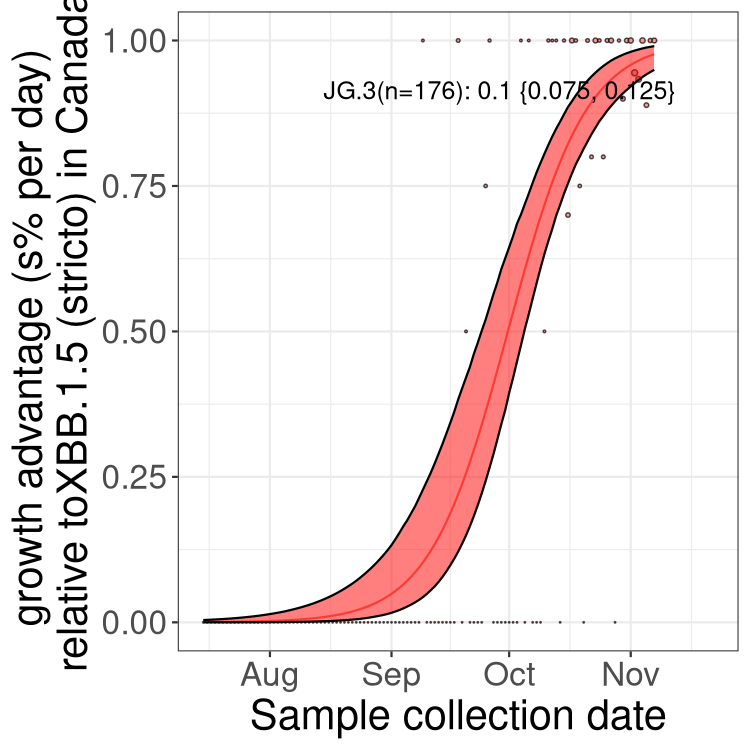 growth advantage (s% per day)
relative toXBB.1.5 (stricto) in Canada
1.00
0.75
0.50
0.25
0.00
JG.3(n=176): 0.1 {0.075, 0.125}
Aug Sep Oct Nov
Sample collection date